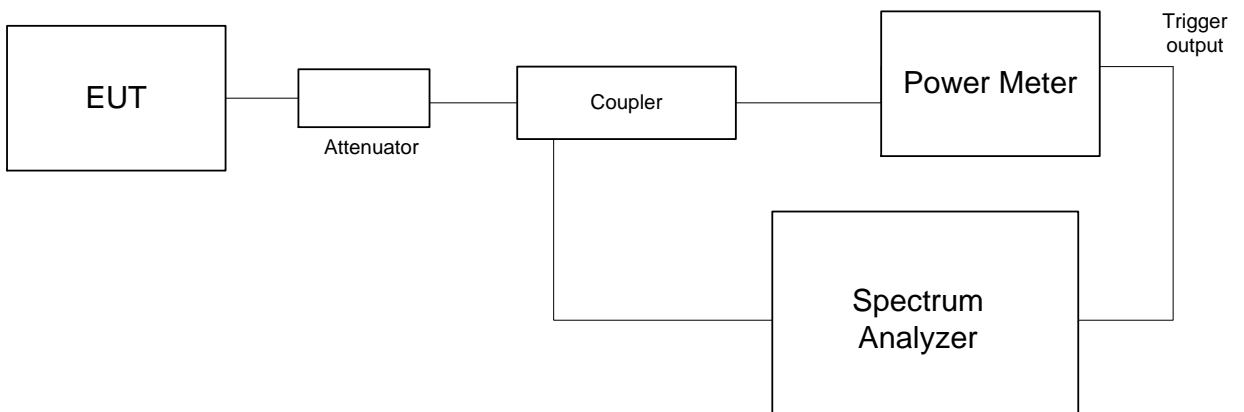 EUT
Attenuator
Coupler
Power Meter
Trigger
output
Spectrum
Analyzer